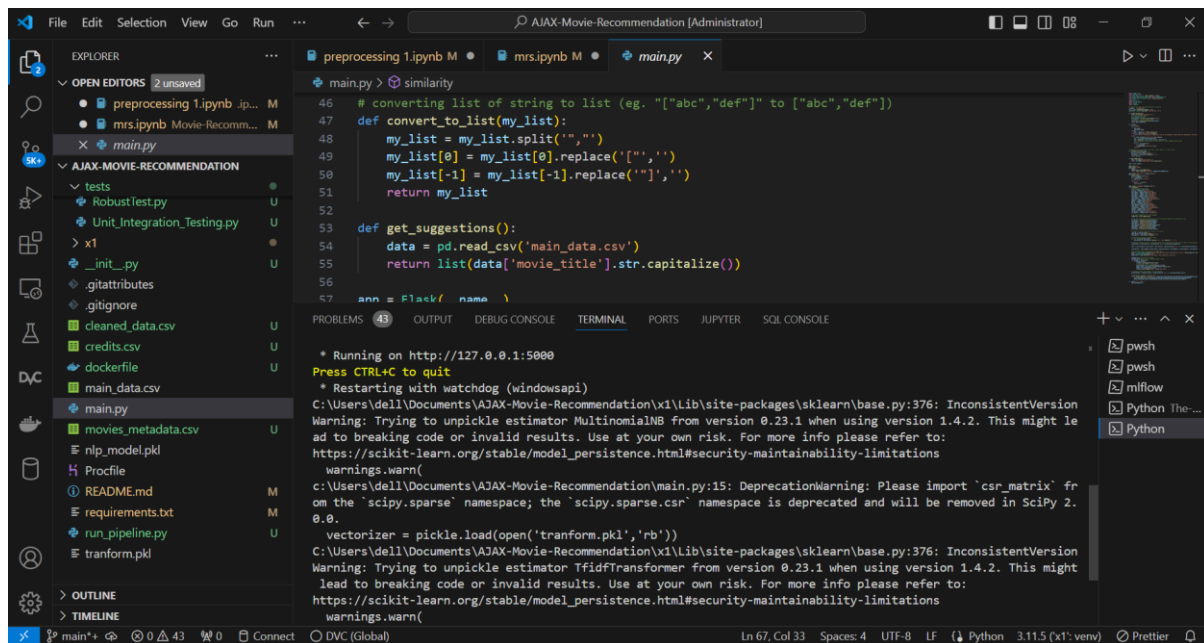 File Edit Selection View Go Run ··· AJAX-Movie-Recommendation [Administrator]
EXPLORER ···
OPEN EDITORS 2 unsaved
preprocessing 1.ipynb .ip... M
mrs.ipynb Movie-Recomm... M
main.py
AJAX-MOVIE-RECOMMENDATION
tests
RobustTest.py U
Unit_Integration_Testing.py U
x1
__init__.py U
.gitattributes
.gitignore
cleaned_data.csv U
credits.csv U
dockerfile U
main_data.csv
main.py
movies_metadata.csv U
nlp_model.pkl
Procfile
README.md M
requirements.txt M
run_pipeline.py U
tranform.pkl
OUTLINE
TIMELINE
2
5K+
DVC
preprocessing 1.ipynb M mrs.ipynb M main.py
main.py > similarity
46 # converting list of string to list (eg. "["abc","def"]" to ["abc","def"])
47 def convert_to_list(my_list):
48 my_list = my_list.split('","')
49 my_list[0] = my_list[0].replace('["','')
50 my_list[-1] = my_list[-1].replace('"]','')
51 return my_list
52
53 def get_suggestions():
54 data = pd.read_csv('main_data.csv')
55 return list(data['movie_title'].str.capitalize())
56
57 app = Flask(__name__)
PROBLEMS 43 OUTPUT DEBUG CONSOLE TERMINAL PORTS JUPYTER SQL CONSOLE
* Running on http://127.0.0.1:5000
Press CTRL+C to quit
* Restarting with watchdog (windowsapi)
C:\Users\dell\Documents\AJAX-Movie-Recommendation\x1\Lib\site-packages\sklearn\base.py:376: InconsistentVersion
Warning: Trying to unpickle estimator MultinomialNB from version 0.23.1 when using version 1.4.2. This might le
ad to breaking code or invalid results. Use at your own risk. For more info please refer to:
https://scikit-learn.org/stable/model_persistence.html#security-maintainability-limitations
warnings.warn(
c:\Users\dell\Documents\AJAX-Movie-Recommendation\main.py:15: DeprecationWarning: Please import `csr_matrix` fr
om the `scipy.sparse` namespace; the `scipy.sparse.csr` namespace is deprecated and will be removed in SciPy 2.
0.0.
vectorizer = pickle.load(open('tranform.pkl','rb'))
C:\Users\dell\Documents\AJAX-Movie-Recommendation\x1\Lib\site-packages\sklearn\base.py:376: InconsistentVersion
Warning: Trying to unpickle estimator TfidfTransformer from version 0.23.1 when using version 1.4.2. This might
lead to breaking code or invalid results. Use at your own risk. For more info please refer to:
https://scikit-learn.org/stable/model_persistence.html#security-maintainability-limitations
warnings.warn(
pwsh
pwsh
mlflow
Python The-...
Python
main*+ 0 43 0 Connect DVC (Global) Ln 67, Col 33 Spaces: 4 UTF-8 LF Python 3.11.5 ('x1': venv) Prettier